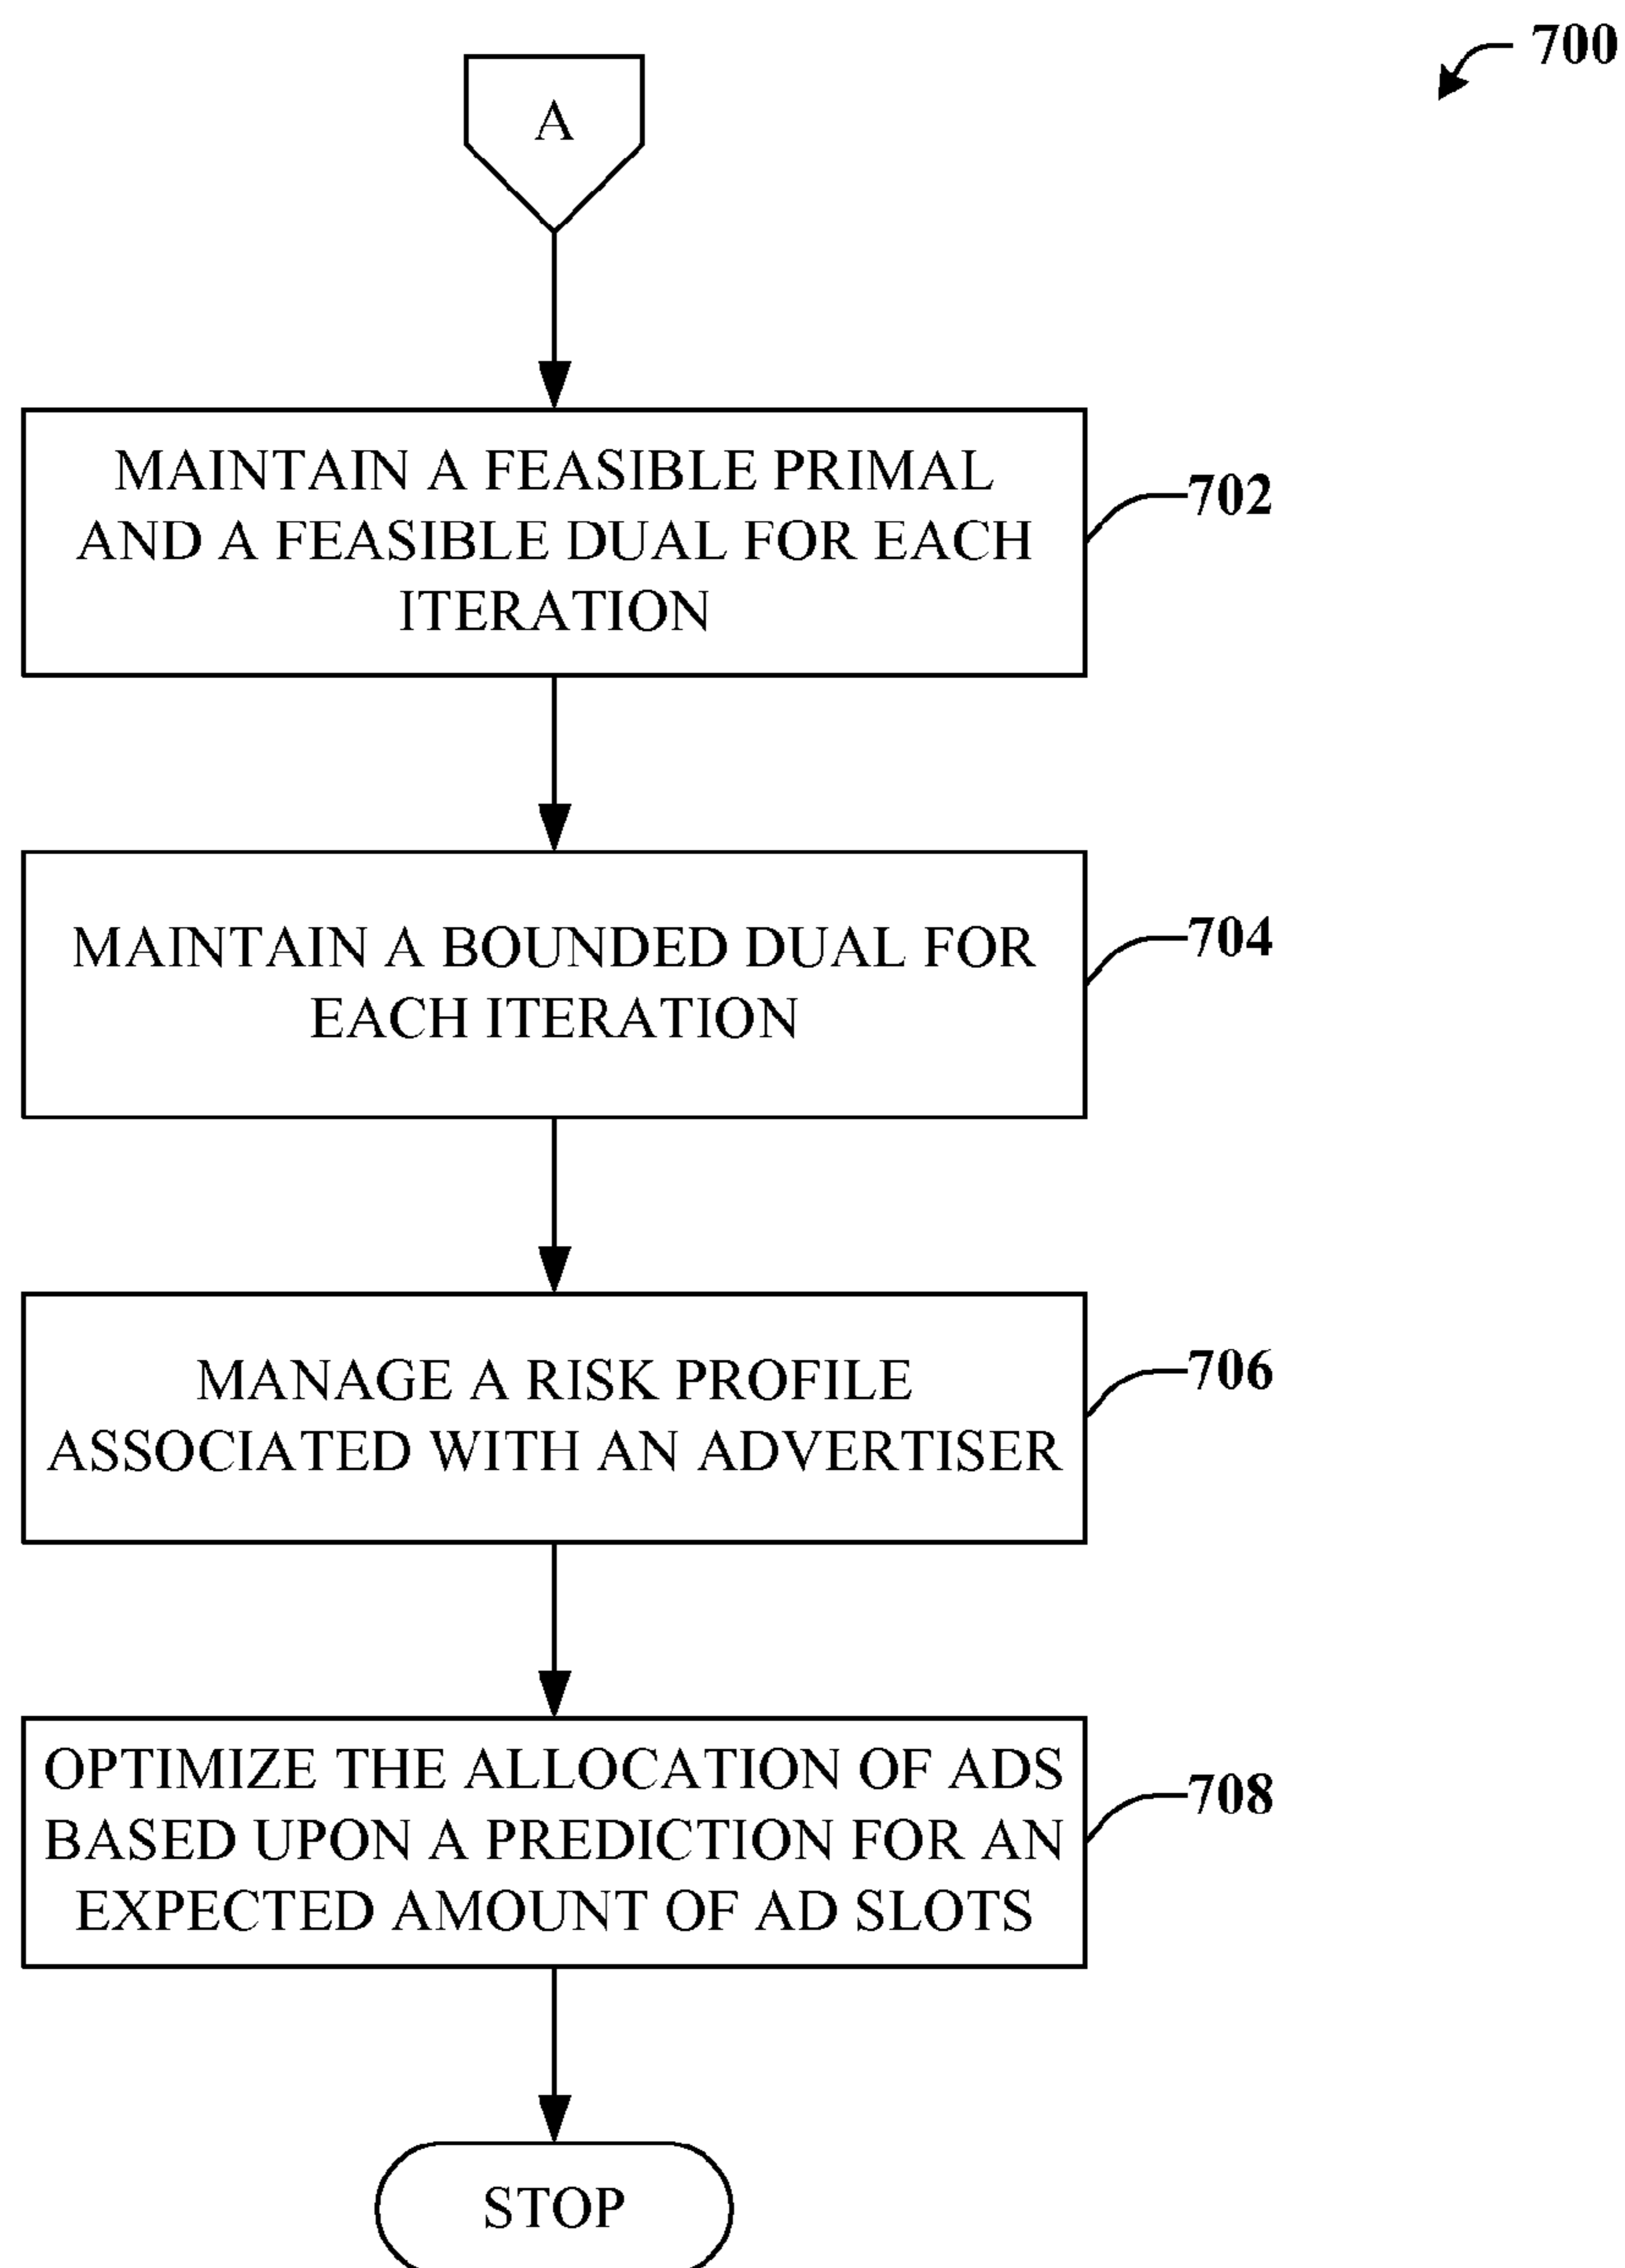 700
A
MAINTAIN A FEASIBLE PRIMAL
AND A FEASIBLE DUAL FOR EACH
ITERATION
702
MAINTAIN A BOUNDED DUAL FOR
EACH ITERATION
704
MANAGE A RISK PROFILE
ASSOCIATED WITH AN ADVERTISER
706
OPTIMIZE THE ALLOCATION OF ADS
BASED UPON A PREDICTION FOR AN
EXPECTED AMOUNT OF AD SLOTS
708
STOP